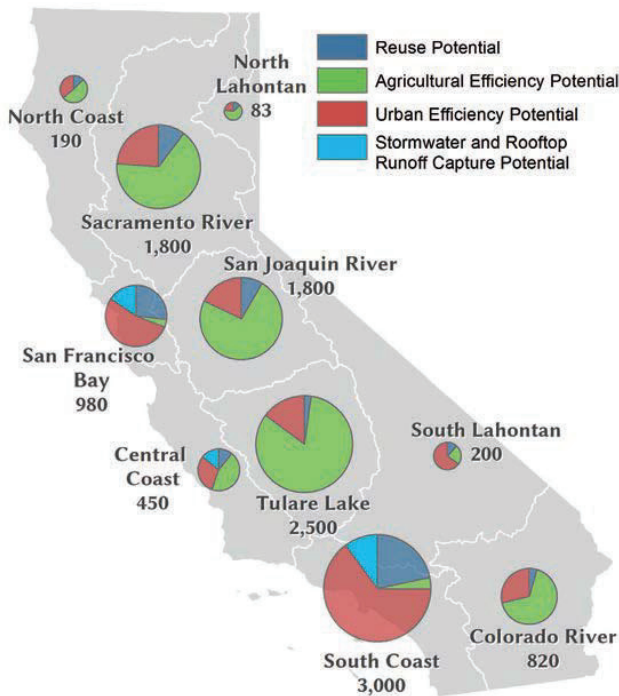 Reuse Potential
Agricultural Efficiency Potential
Urban Efficiency Potential
Stormwater and Rooftop
Runoff Capture Potential
North
Lahontan
83
North Coast
190
Sacramento River
1,800
San Joaquin River
1,800
San Francisco
Bay
980
Central
Coast
450
Tulare Lake
2,500
South Lahontan
200
South Coast
3,000
Colorado River
820